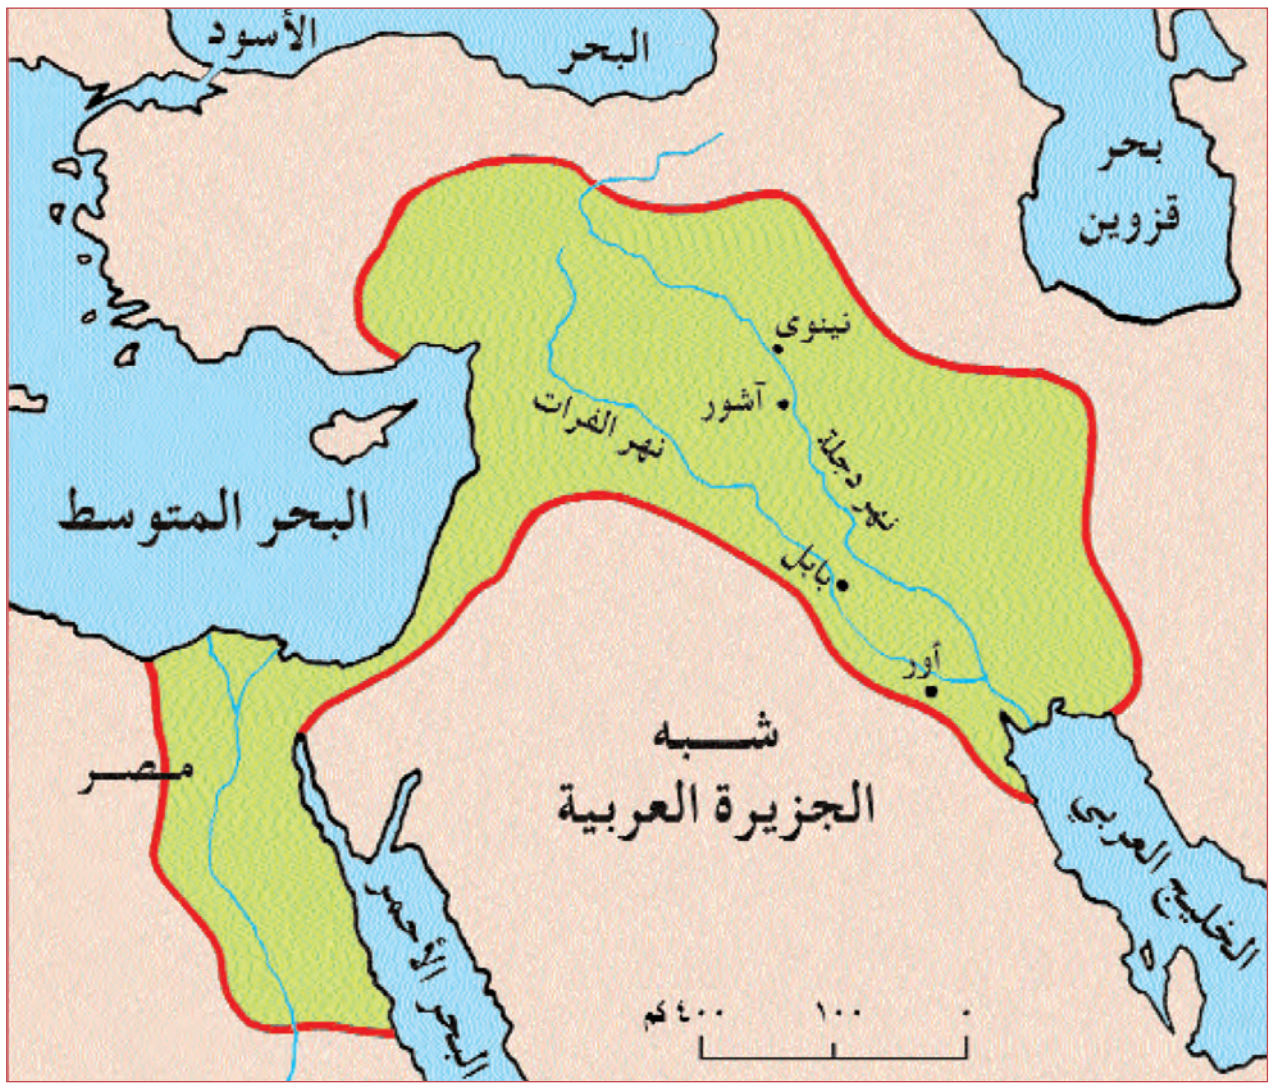 البحر الأسود
بحر
قزوين
نينوي
آشور
نهر الفرات
نهر دجلة
البحر المتوسط
بابل
أور
شبه
الجزيرة العربية
مصر
الخليج العربي
البحر الأحمر
٠ ١٠٠ ٤٠٠ كم